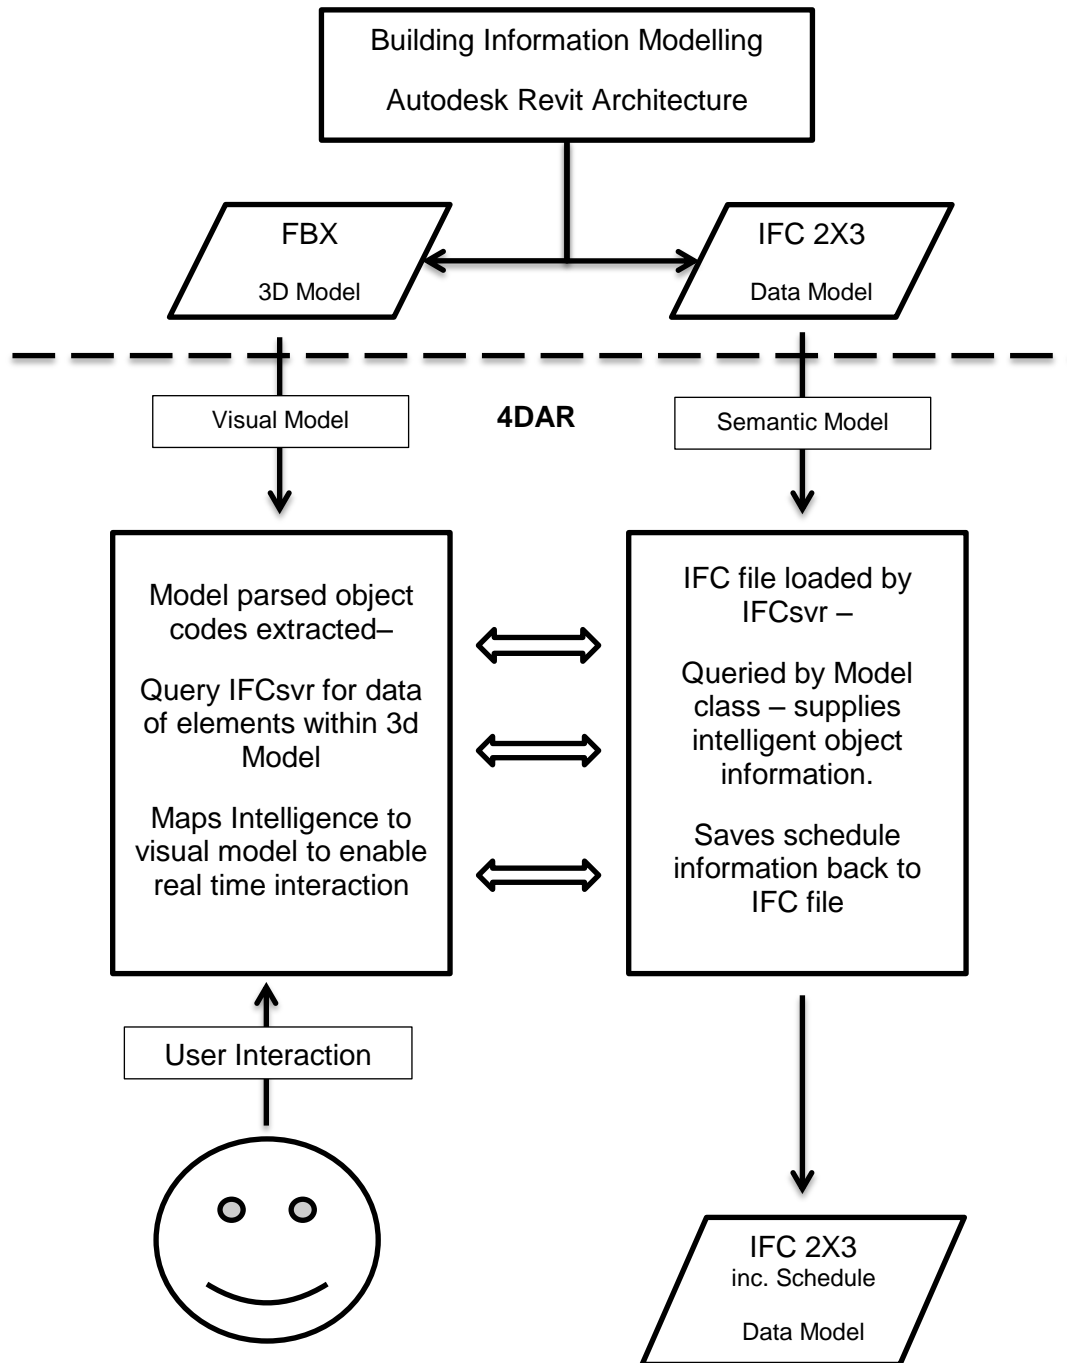 Building Information Modelling
Autodesk Revit Architecture
FBX
3D Model
IFC 2X3
Data Model
Visual Model
4DAR
Semantic Model
Model parsed object
codes extracted–
Query IFCsvr for data
of elements within 3d
Model
Maps Intelligence to
visual model to enable
real time interaction
IFC file loaded by
IFCsvr –
Queried by Model
class – supplies
intelligent object
information.
Saves schedule
information back to
IFC file
User Interaction
IFC 2X3
inc. Schedule
Data Model